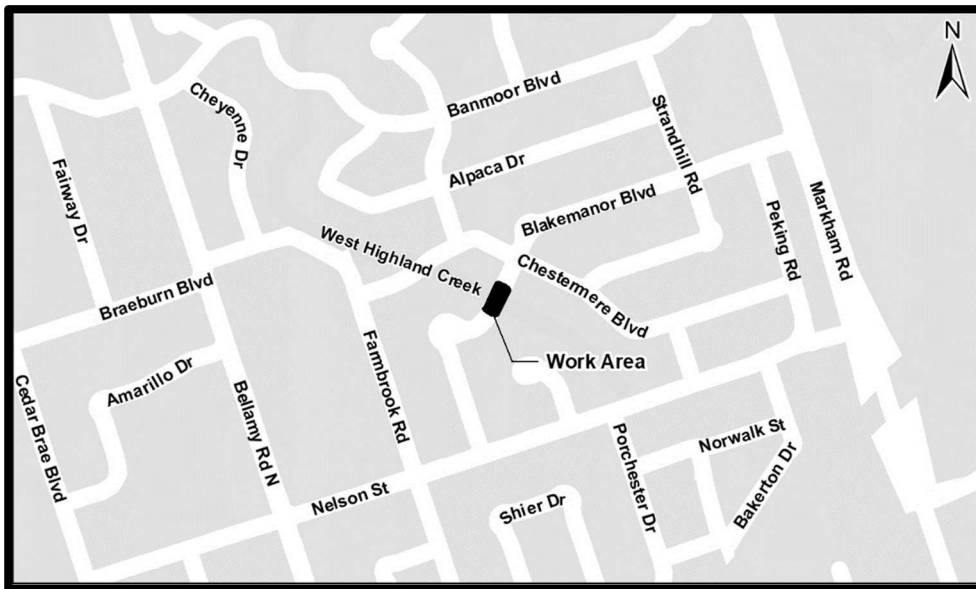 N
Banmoor Blvd
Cheyenne Dr
Strandhill Rd
Alpaca Dr
Fairway Dr
Blakemanor Blvd
Markham Rd
Peking Rd
West Highland Creek
Chestermere Blvd
Braeburn Blvd
Work Area
Farmbrook Rd
Amarillo Dr
Cedar Brae Blvd
Bellamy Rd N
Norwalk St
Porchester Dr
Bakerton Dr
Nelson St
Shier Dr